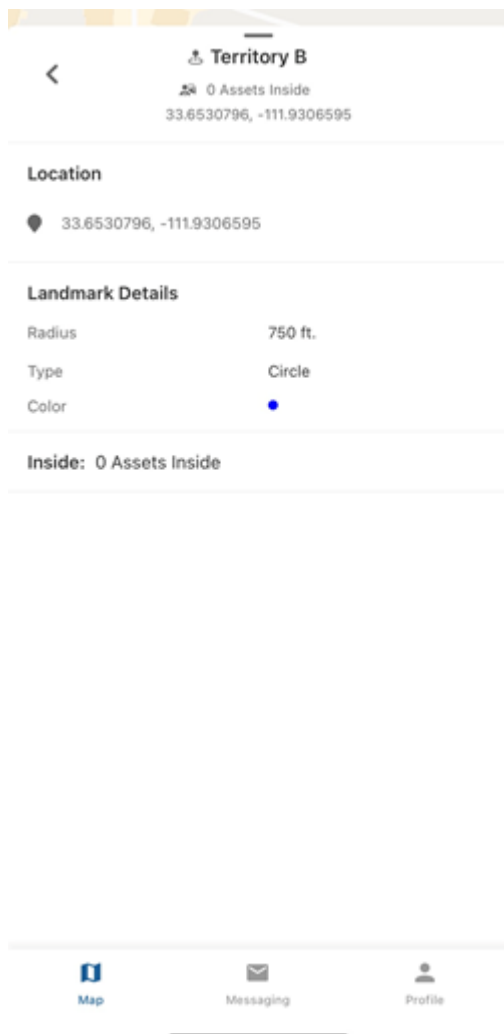 Territory B
0 Assets Inside
33.6530796, -111.9306595
Location
33.6530796, -111.9306595
Landmark Details
Radius 750 ft.
Type Circle
Color
Inside: 0 Assets Inside
Map Messaging Profile